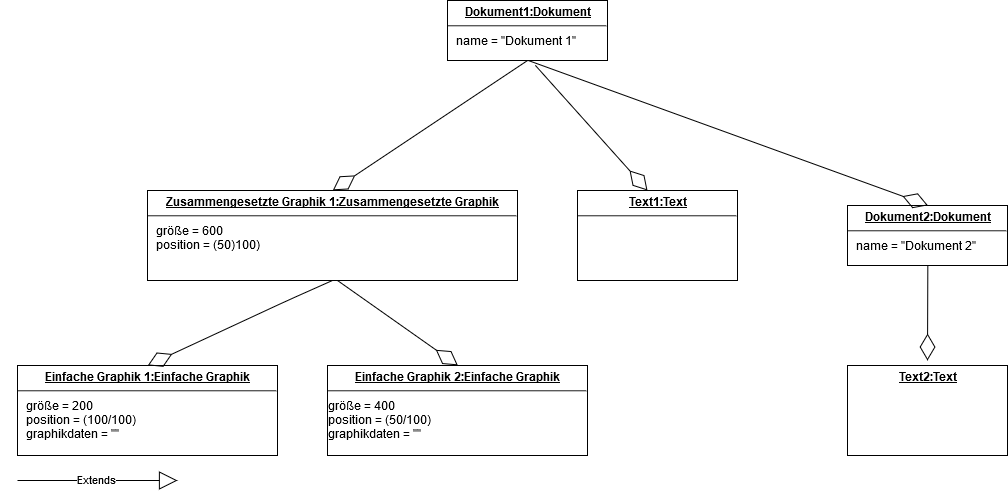 Dokument1:Dokument
name = "Dokument 1"
Zusammengesetzte Graphik 1:Zusammengesetzte Graphik
größe = 600
position = (50)100)
Text1:Text
Dokument2:Dokument
name = "Dokument 2"
Einfache Graphik 1:Einfache Graphik
größe = 200
position = (100/100)
graphikdaten = ""
Einfache Graphik 2:Einfache Graphik
größe = 400
position = (50/100)
graphikdaten = ""
Text2:Text
Extends